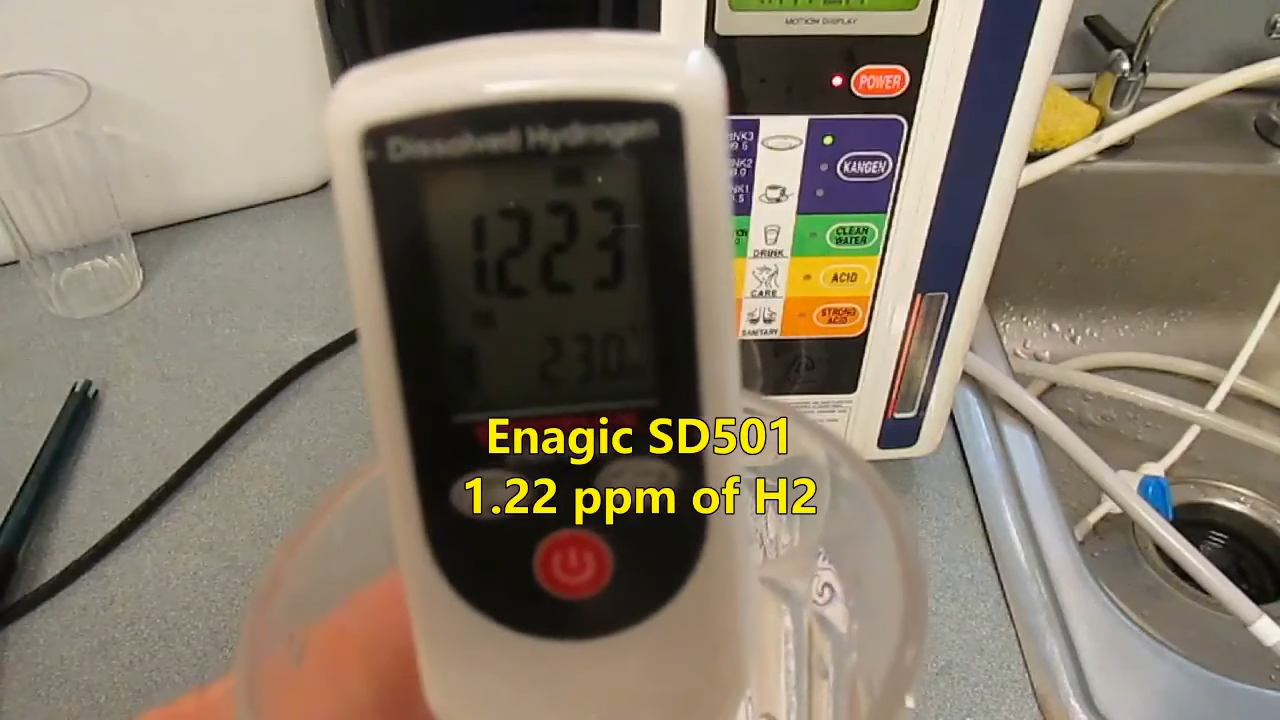 MOTION DISPLAY
POWER
Dissolved Hydrogen
1.223
23.0
KANGEN
CLEAN
WATER
DRINK
ACID
CARE
STRONG
ACID
SANITARY
Enagic SD501
1.22 ppm of H2